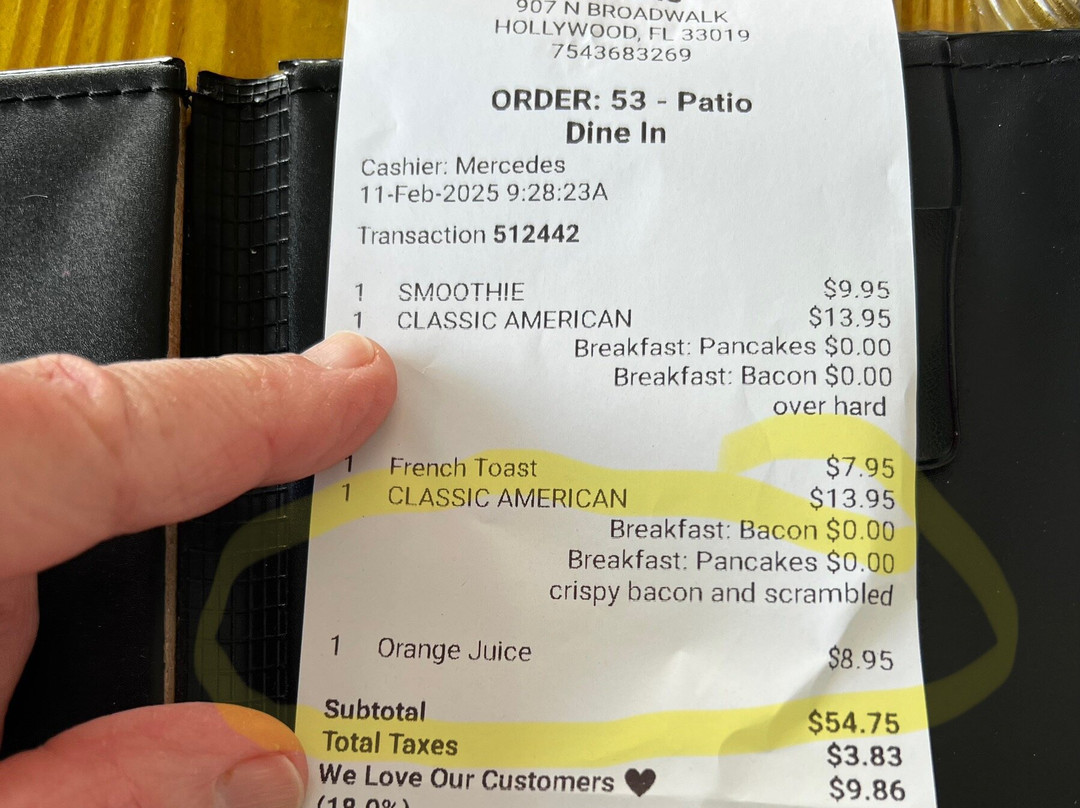 907 N BROADWALK
HOLLYWOOD, FL 33019
7543683269
ORDER: 53 - Patio
Dine In
Cashier: Mercedes
11-Feb-2025 9:28:23A
Transaction 512442
1 SMOOTHIE $9.95
1 CLASSIC AMERICAN $13.95
Breakfast: Pancakes $0.00
Breakfast: Bacon $0.00
over hard
1 French Toast $7.95
1 CLASSIC AMERICAN $13.95
Breakfast: Bacon $0.00
Breakfast: Pancakes $0.00
crispy bacon and scrambled
1 Orange Juice $8.95
Subtotal $54.75
Total Taxes $3.83
We Love Our Customers ♥ $9.86
(18.0%)